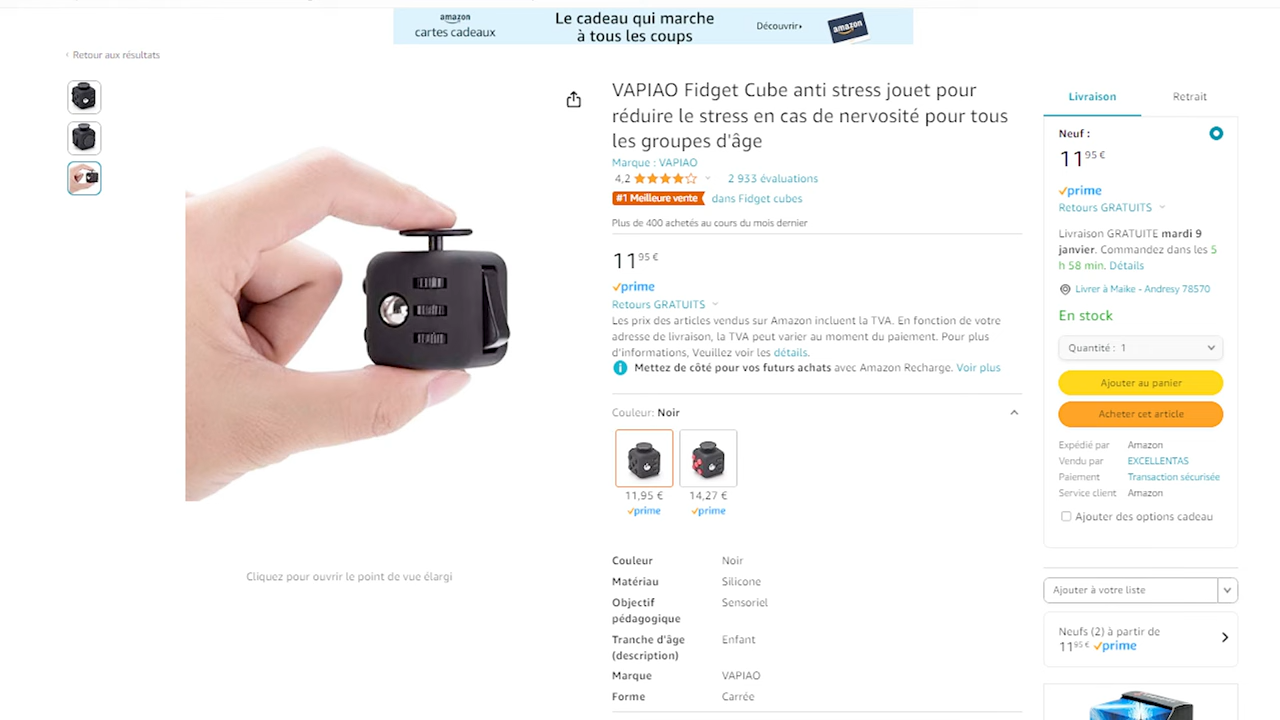 amazon
cartes cadeaux
Le cadeau qui marche
à tous les coups
Découvrir
amazon
‹ Retour aux résultats
VAPIAO Fidget Cube anti stress jouet pour
réduire le stress en cas de nervosité pour tous
les groupes d'âge
Marque : VAPIAO
4,2
2 933 évaluations
#1 Meilleure vente
dans Fidget cubes
Plus de 400 achetés au cours du mois dernier
11 95 €
prime
Retours GRATUITS
Les prix des articles vendus sur Amazon incluent la TVA. En fonction de votre
adresse de livraison, la TVA peut varier au moment du paiement. Pour plus
d'informations, Veuillez voir les détails.
Mettez de côté pour vos futurs achats avec Amazon Recharge. Voir plus
Couleur: Noir
11,95 €
14,27 €
prime
prime
Couleur Noir
Matériau Silicone
Objectif Sensoriel
pédagogique
Tranche d'âge Enfant
(description)
Marque VAPIAO
Forme Carrée
Cliquez pour ouvrir le point de vue élargi
Livraison
Retrait
Neuf :
11 95 €
prime
Retours GRATUITS
Livraison GRATUITE mardi 9
janvier. Commandez dans les 5
h 58 min. Détails
Livrer à Maike - Andresy 78570
En stock
Quantité : 1
Ajouter au panier
Acheter cet article
Expédié par Amazon
Vendu par EXCELLENTAS
Paiement Transaction sécurisée
Service client Amazon
Ajouter des options cadeau
Ajouter à votre liste
Neufs (2) à partir de
11 95 € prime